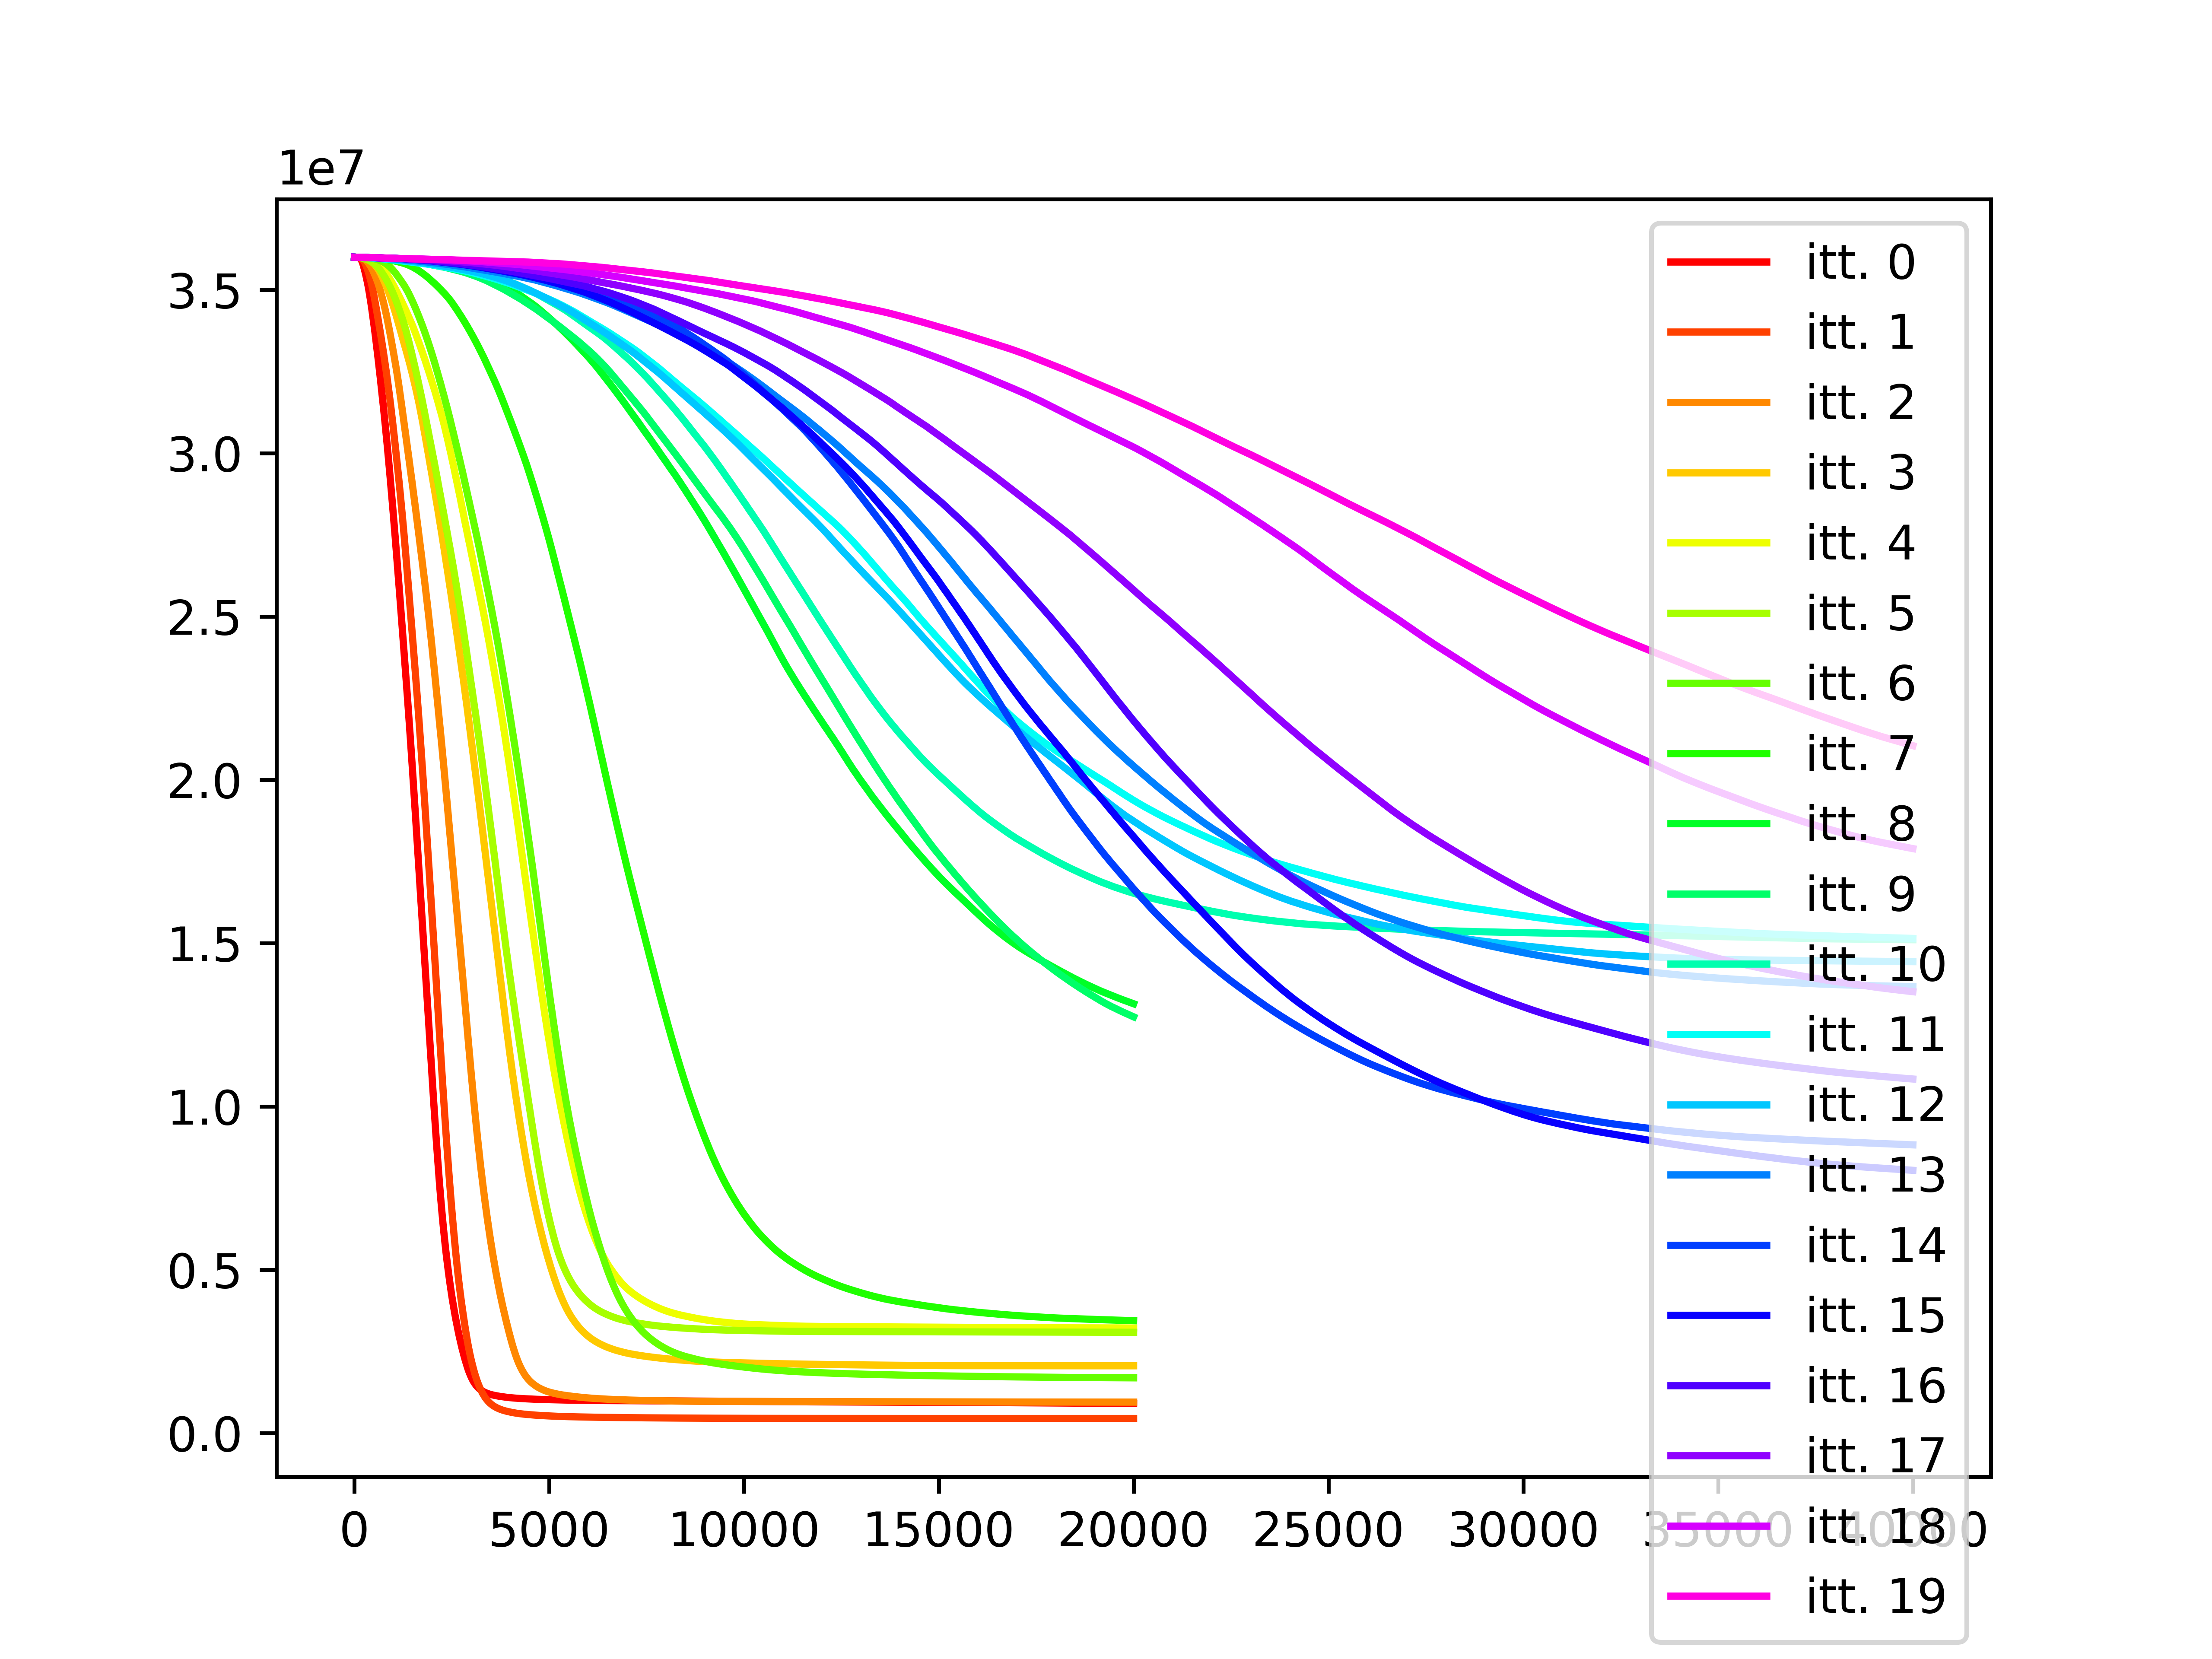 1e7
3.5
3.0
2.5
2.0
1.5
1.0
0.5
0.0
0 5000 10000 15000 20000 25000 30000 35000 40000
itt. 0
itt. 1
itt. 2
itt. 3
itt. 4
itt. 5
itt. 6
itt. 7
itt. 8
itt. 9
itt. 10
itt. 11
itt. 12
itt. 13
itt. 14
itt. 15
itt. 16
itt. 17
itt. 18
itt. 19